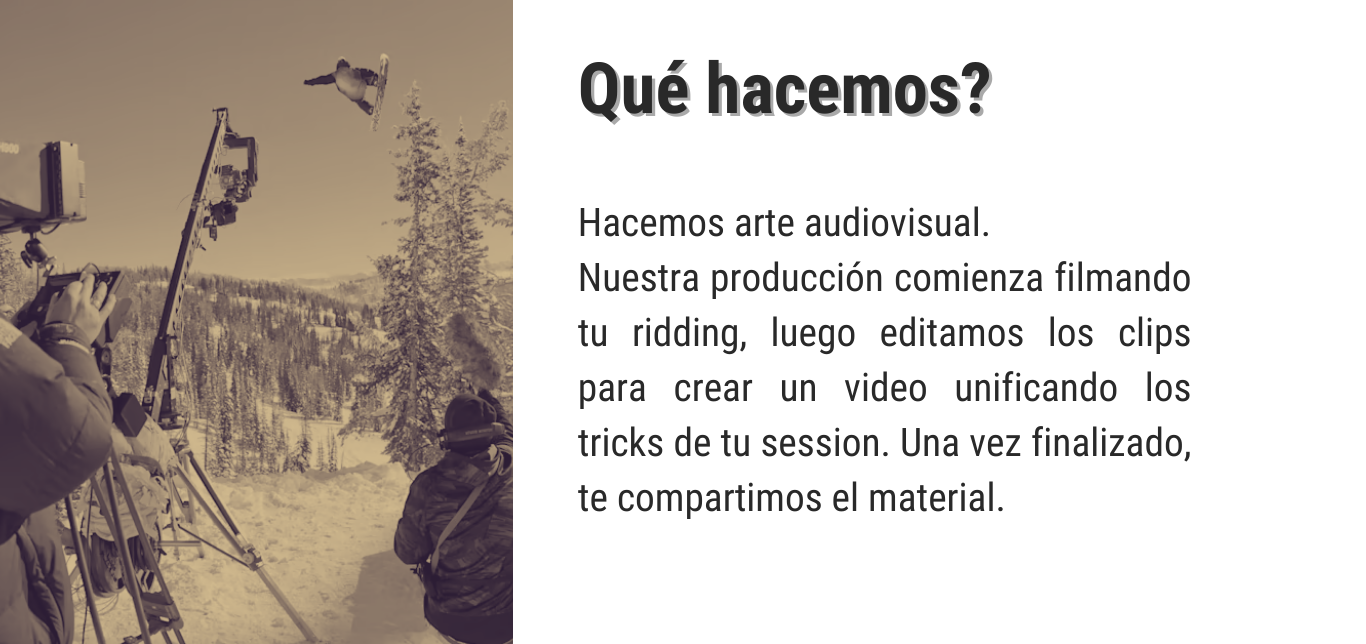 Qué hacemos?
Hacemos arte audiovisual.
Nuestra producción comienza filmando
tu ridding, luego editamos los clips
para crear un video unificando los
tricks de tu session. Una vez finalizado,
te compartimos el material.